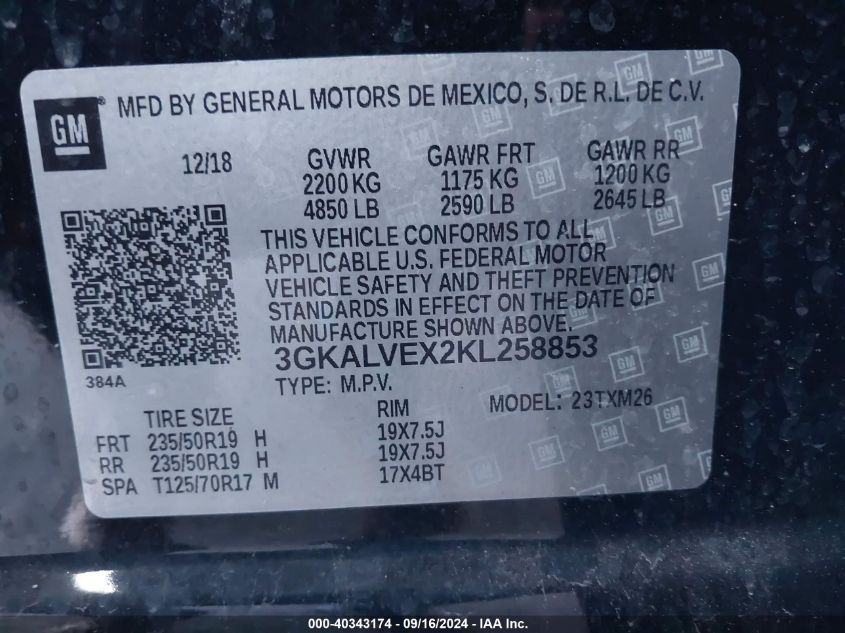 GM ® MFD BY GENERAL MOTORS DE MEXICO, S. DE R.L. DE C.V.
12/18 GVWR GAWR FRT GAWR RR
2200 KG 1175 KG 1200 KG
4850 LB 2590 LB 2645 LB
THIS VEHICLE CONFORMS TO ALL
APPLICABLE U.S. FEDERAL MOTOR
VEHICLE SAFETY AND THEFT PREVENTION
STANDARDS IN EFFECT ON THE DATE OF
MANUFACTURE SHOWN ABOVE.
3GKALVEX2KL258853
384A
TYPE: M.P.V. MODEL: 23TXM26
TIRE SIZE RIM
FRT 235/50R19 H 19X7.5J
RR 235/50R19 H 19X7.5J
SPA T125/70R17 M 17X4BT
000-40343174 - 09/16/2024 - IAA Inc.